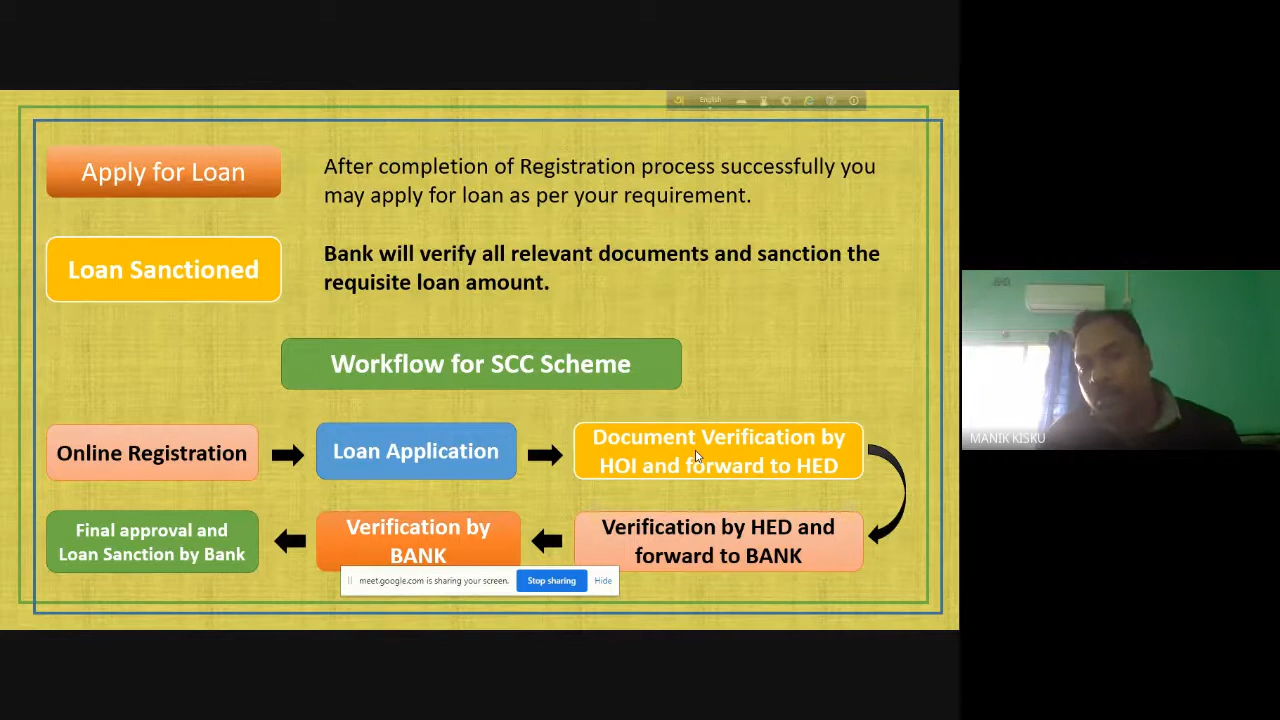 English
Apply for Loan
After completion of Registration process successfully you
may apply for loan as per your requirement.
Loan Sanctioned
Bank will verify all relevant documents and sanction the
requisite loan amount.
Workflow for SCC Scheme
Online Registration
Loan Application
Document Verification by
HOI and forward to HED
Verification by HED and
forward to BANK
Verification by
BANK
Final approval and
Loan Sanction by Bank
meet.google.com is sharing your screen.
Stop sharing
Hide
MANIK KISKU